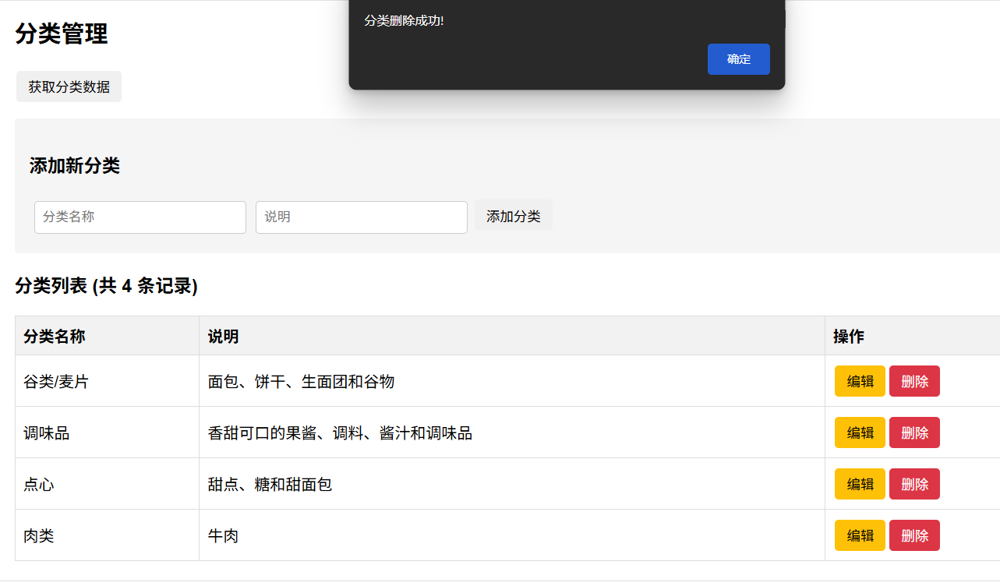 分类删除成功!
确定
分类管理
获取分类数据
添加新分类
分类名称 说明 添加分类
分类列表 (共 4 条记录)
分类名称 说明 操作
谷类/麦片 面包、饼干、生面团和谷物 编辑 删除
调味品 香甜可口的果酱、调料、酱汁和调味品 编辑 删除
点心 甜点、糖和甜面包 编辑 删除
肉类 牛肉 编辑 删除